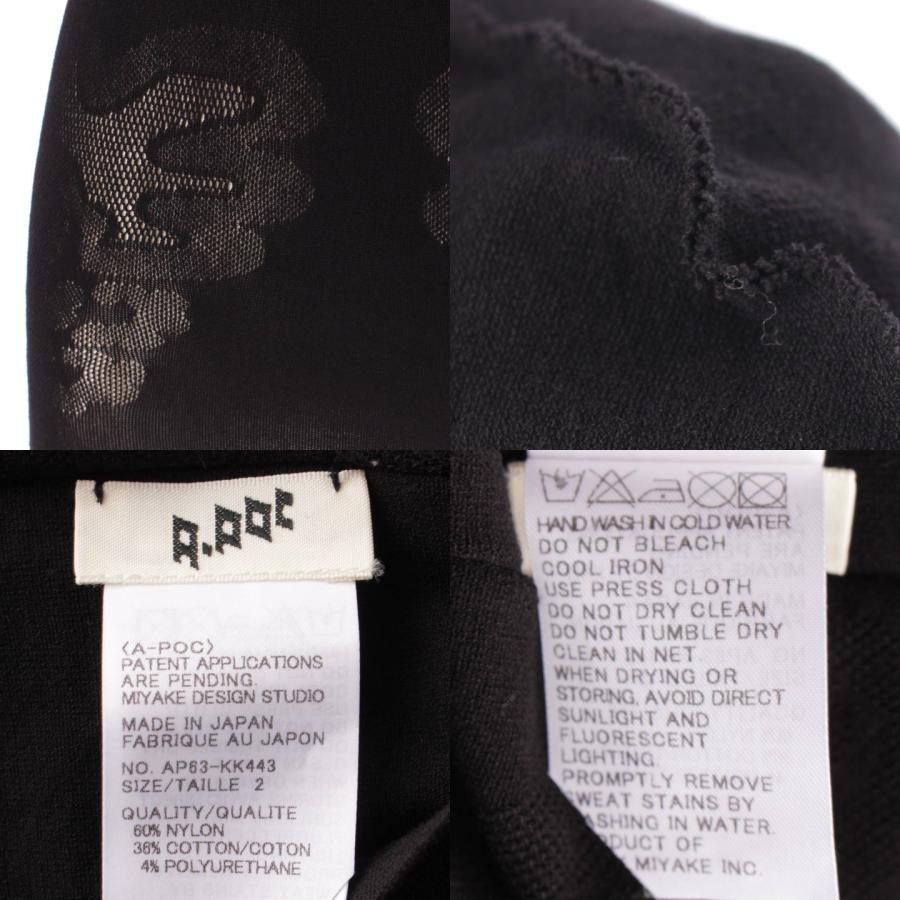 A.POC
<A-POC>
PATENT APPLICATIONS
ARE PENDING.
MIYAKE DESIGN STUDIO
MADE IN JAPAN
FABRIQUE AU JAPON
NO. AP63-KK443
SIZE/TAILLE 2
QUALITY/QUALITE
60% NYLON
36% COTTON/COTON
4% POLYURETHANE
HAND WASH IN COLD WATER
DO NOT BLEACH
COOL IRON
USE PRESS CLOTH
DO NOT DRY CLEAN
DO NOT TUMBLE DRY
CLEAN IN NET.
WHEN DRYING OR
STORING, AVOID DIRECT
SUNLIGHT AND
FLUORESCENT
LIGHTING.
PROMPTLY REMOVE
SWEAT STAINS BY
WASHING IN WATER.
OF
MIYAKE INC.